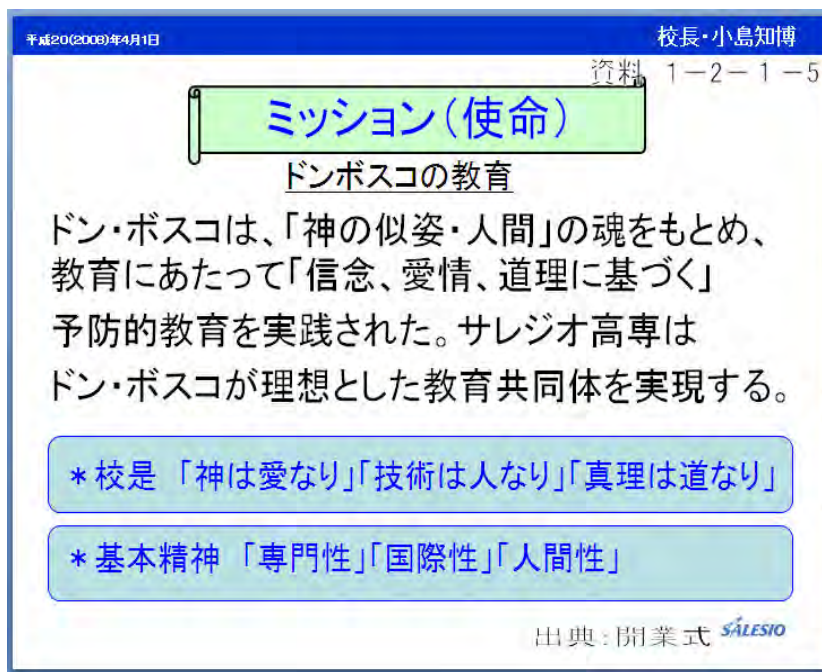 平成20(2008)年4月1日
校長・小島知博
資料 1－2－1－5
ミッション(使命)
ドンボスコの教育
ドン・ボスコは、「神の似姿・人間」の魂をもとめ、
教育にあたって「信念、愛情、道理に基づく」
予防的教育を実践された。サレジオ高専は
ドン・ボスコが理想とした教育共同体を実現する。
＊校是 「神は愛なり」「技術は人なり」「真理は道なり」
＊基本精神 「専門性」「国際性」「人間性」
出典:開業式
SALESIO